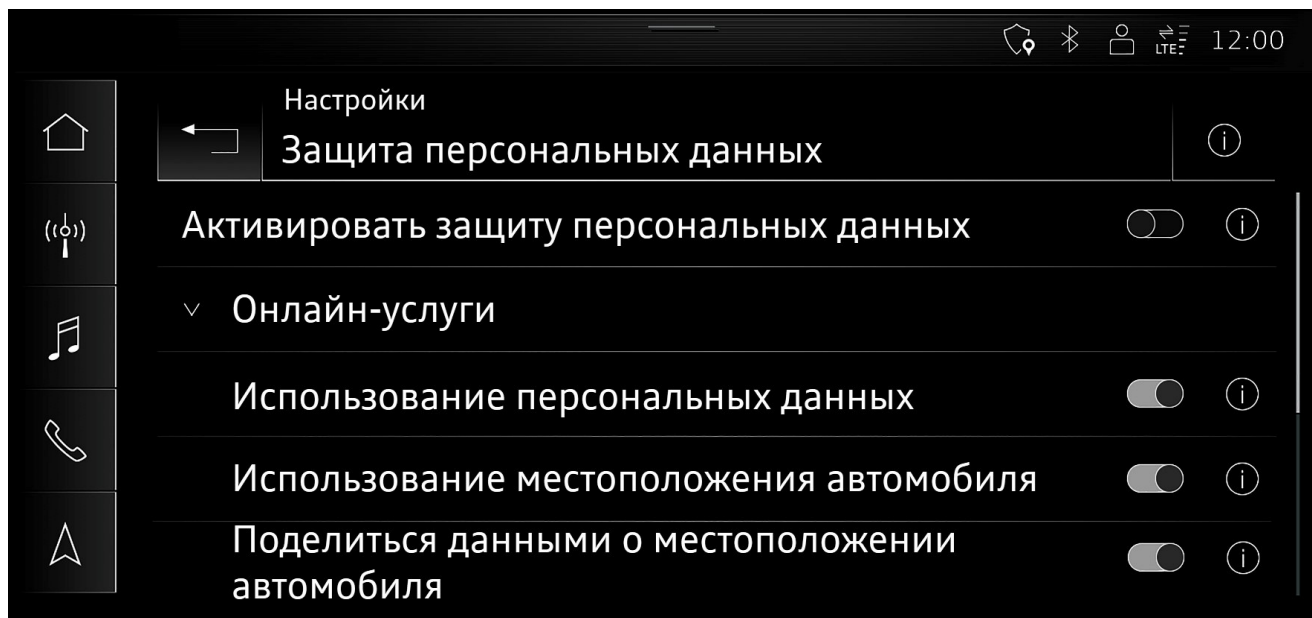 LTE 12:00
Настройки
Защита персональных данных
Активировать защиту персональных данных
Онлайн-услуги
Использование персональных данных
Использование местоположения автомобиля
Поделиться данными о местоположении
автомобиля